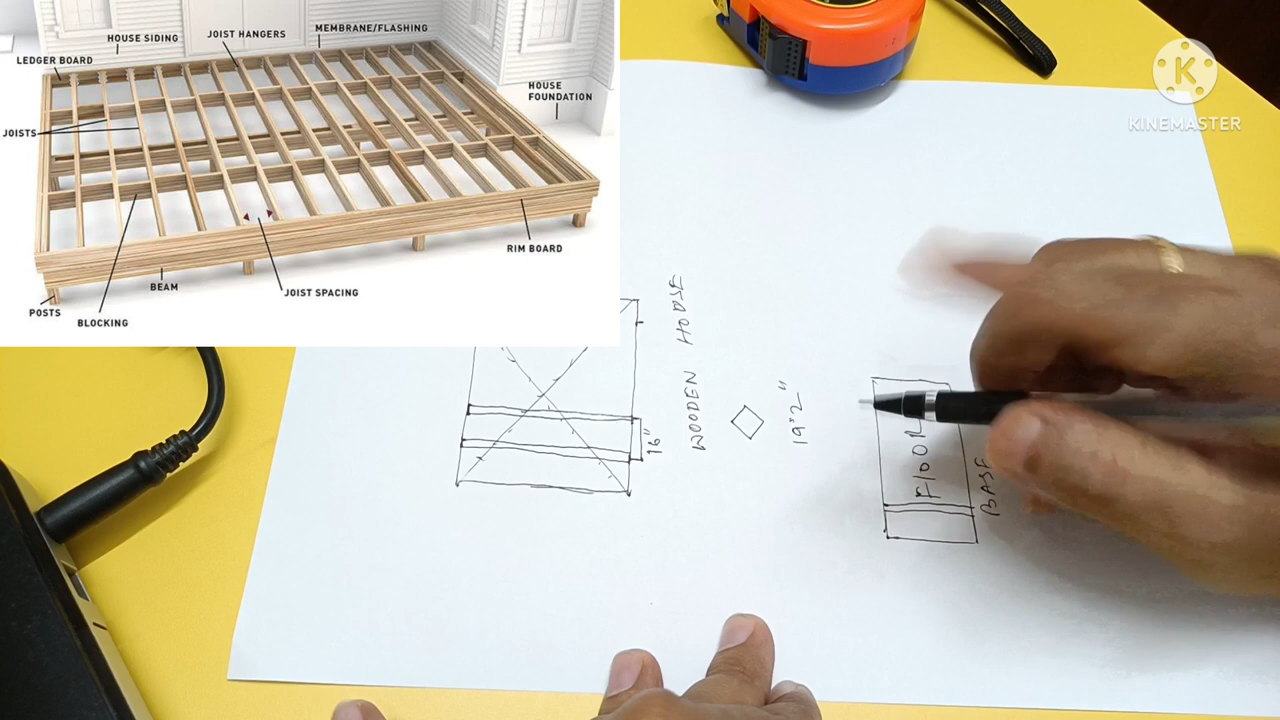 HOUSE SIDING
JOIST HANGERS
MEMBRANE/FLASHING
LEDGER BOARD
HOUSE
FOUNDATION
JOISTS
RIM BOARD
BEAM
JOIST SPACING
POSTS
BLOCKING
KINEMASTER
16"
WOODEN HOUSE
19'2"
FLOOR
BASE